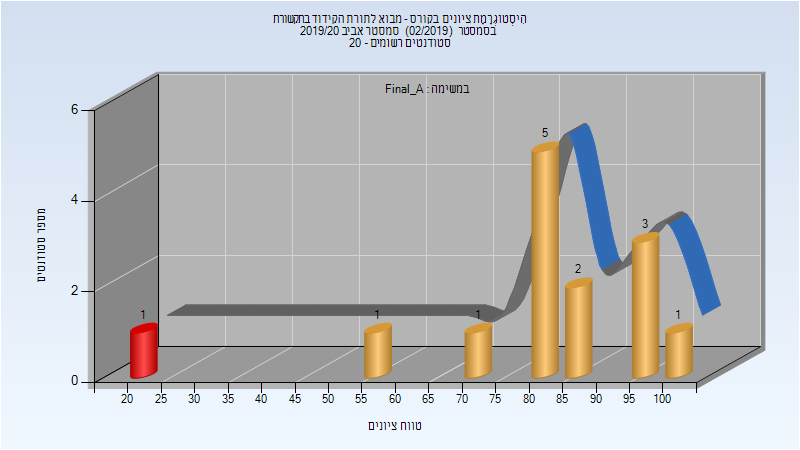 היסטוגרמת ציונים בקורס - מבוא לתורת הקידוד בתקשורת
בסמסטר (02/2019) סמסטר אביב 2019/20
סטודנטים רשומים - 20
במשימה : Final_A
מספר סטודנטים
6
4
2
0
1
1
1
5
2
3
1
20 25 30 35 40 45 50 55 60 65 70 75 80 85 90 95 100
טווח ציונים